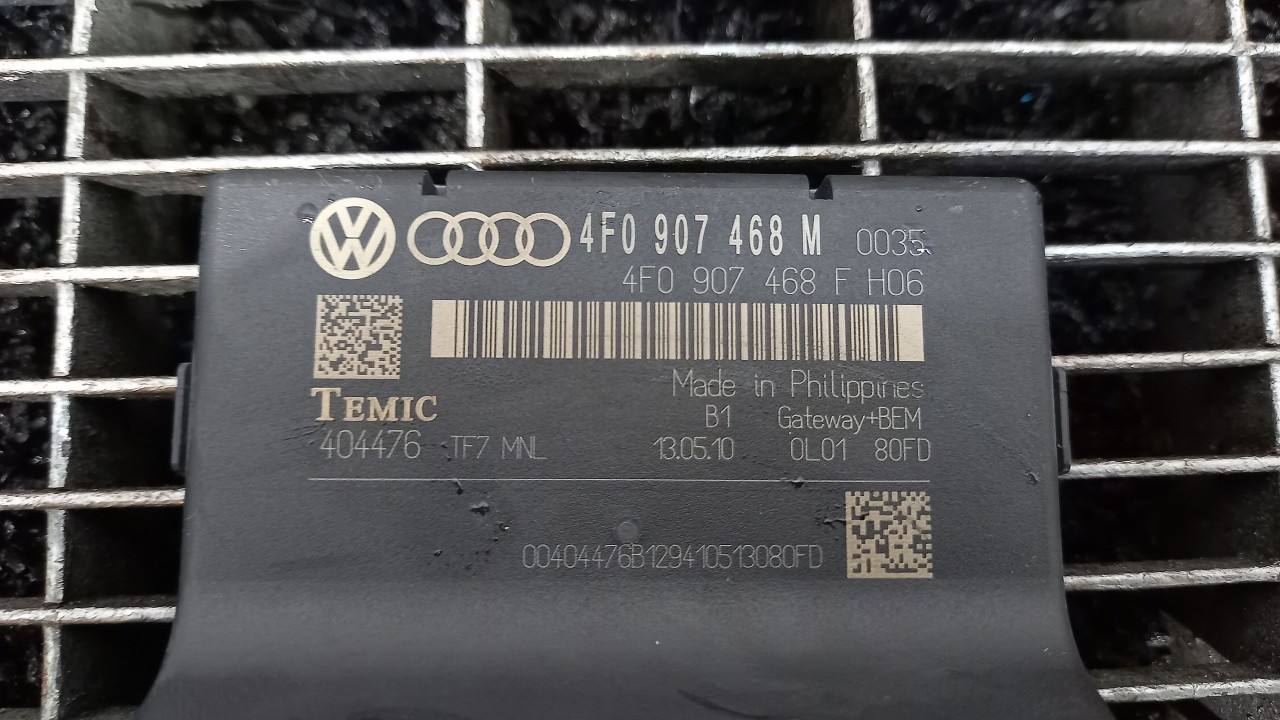 4F0 907 468 M 0035
4F0 907 468 F H06
Made in Philippines
TEMIC
B1 Gateway+BEM
404476 TF7 MNL 13.05.10 0L01 80FD
00404476B129410513080FD